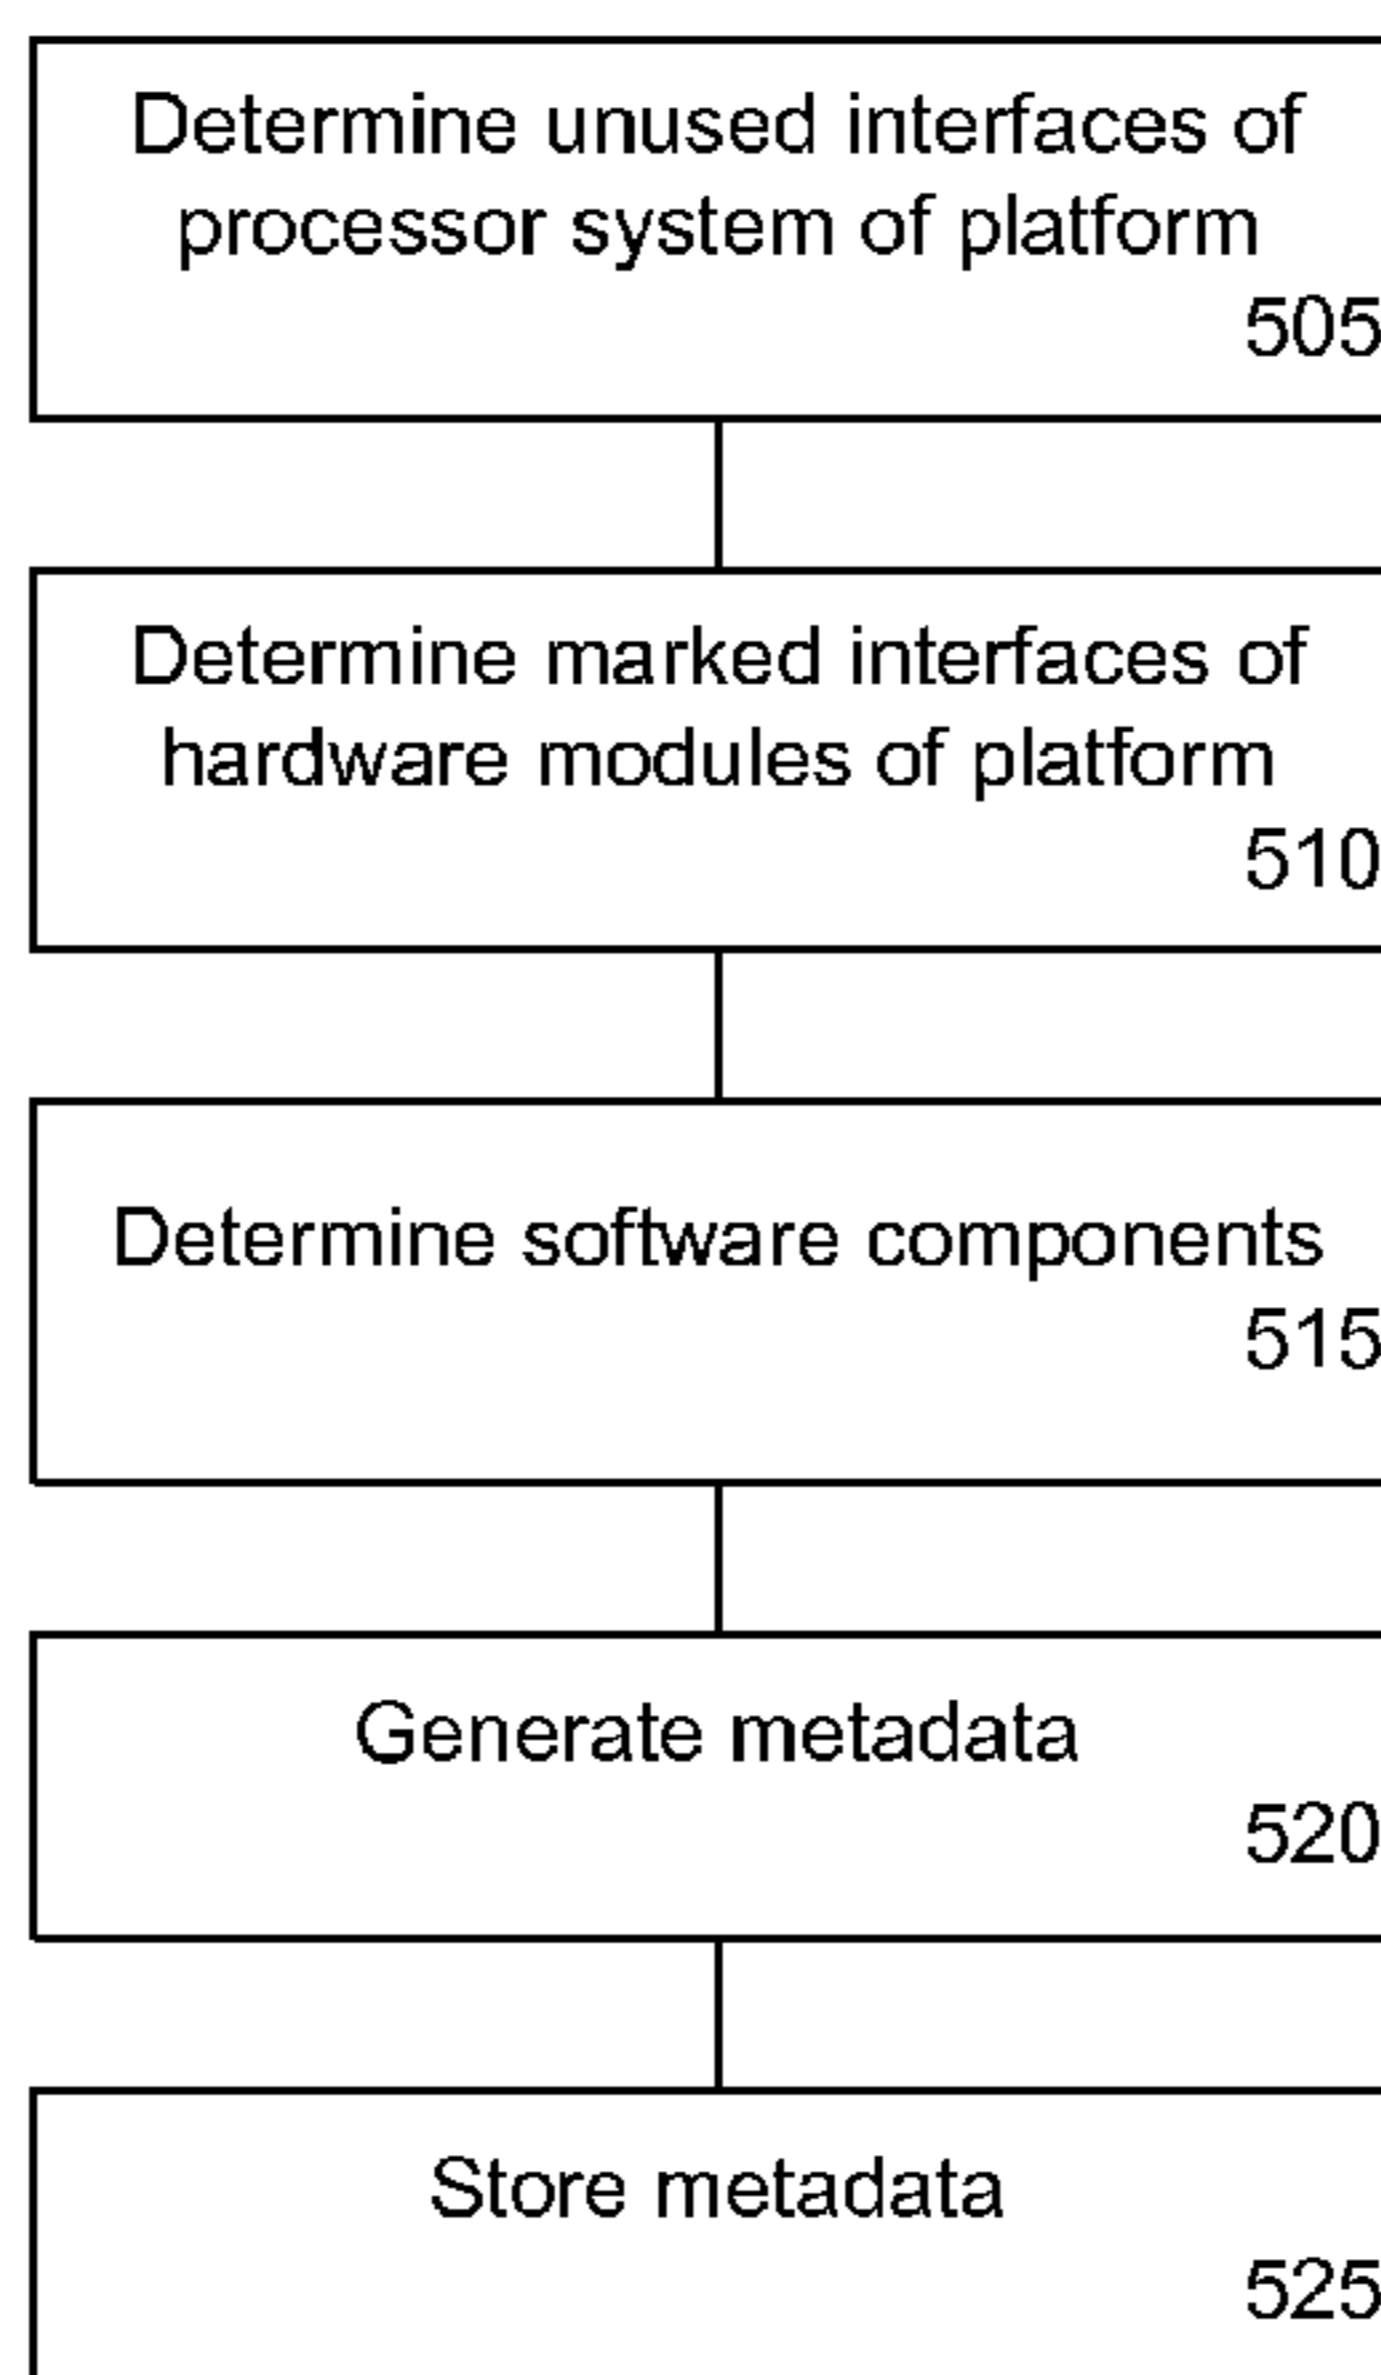 Determine unused interfaces of
processor system of platform
505
Determine marked interfaces of
hardware modules of platform
510
Determine software components
515
Generate metadata
520
Store metadata
525